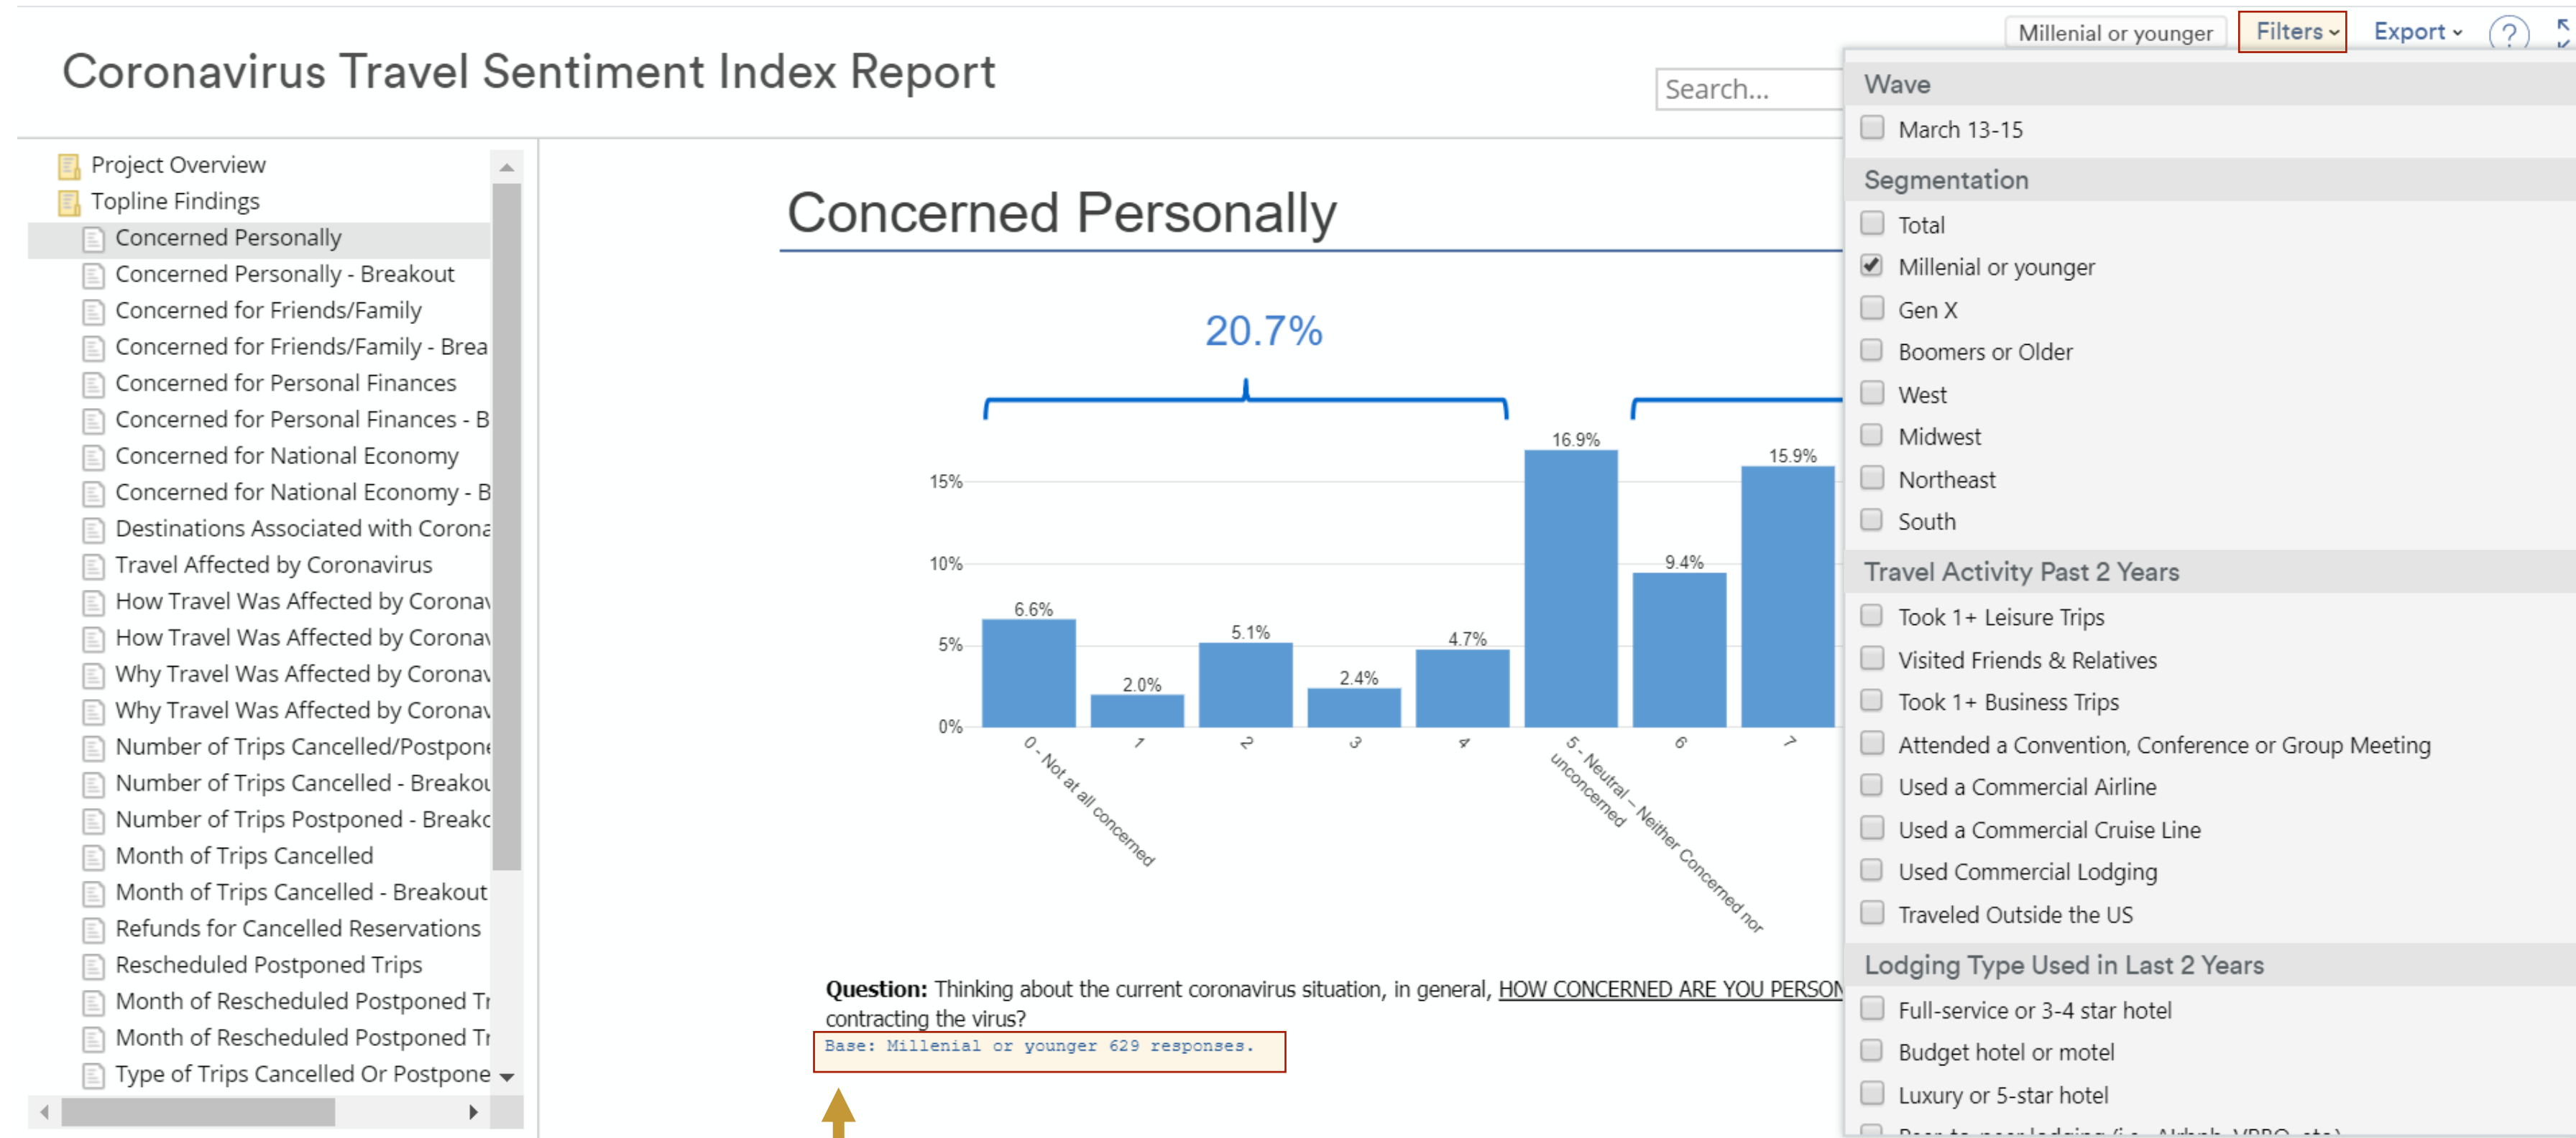 Millenial or younger
Filters
Export
?
Coronavirus Travel Sentiment Index Report
Search...
Project Overview
Topline Findings
Concerned Personally
Concerned Personally - Breakout
Concerned for Friends/Family
Concerned for Friends/Family - Brea
Concerned for Personal Finances
Concerned for Personal Finances - B
Concerned for National Economy
Concerned for National Economy - B
Destinations Associated with Corona
Travel Affected by Coronavirus
How Travel Was Affected by Coronav
How Travel Was Affected by Coronav
Why Travel Was Affected by Coronav
Why Travel Was Affected by Coronav
Number of Trips Cancelled/Postpone
Number of Trips Cancelled - Breakou
Number of Trips Postponed - Breakc
Month of Trips Cancelled
Month of Trips Cancelled - Breakout
Refunds for Cancelled Reservations
Rescheduled Postponed Trips
Month of Rescheduled Postponed Tr
Month of Rescheduled Postponed Tr
Type of Trips Cancelled Or Postpone
Concerned Personally
20.7%
15%
10%
5%
0%
6.6%
2.0%
5.1%
2.4%
4.7%
16.9%
9.4%
15.9%
0 - Not at all concerned
1
2
3
4
5 - Neutral – Neither Concerned nor
unconcerned
6
7
Question: Thinking about the current coronavirus situation, in general, HOW CONCERNED ARE YOU PERSON
contracting the virus?
Base: Millenial or younger 629 responses.
Wave
March 13-15
Segmentation
Total
Millenial or younger
Gen X
Boomers or Older
West
Midwest
Northeast
South
Travel Activity Past 2 Years
Took 1+ Leisure Trips
Visited Friends & Relatives
Took 1+ Business Trips
Attended a Convention, Conference or Group Meeting
Used a Commercial Airline
Used a Commercial Cruise Line
Used Commercial Lodging
Traveled Outside the US
Lodging Type Used in Last 2 Years
Full-service or 3-4 star hotel
Budget hotel or motel
Luxury or 5-star hotel